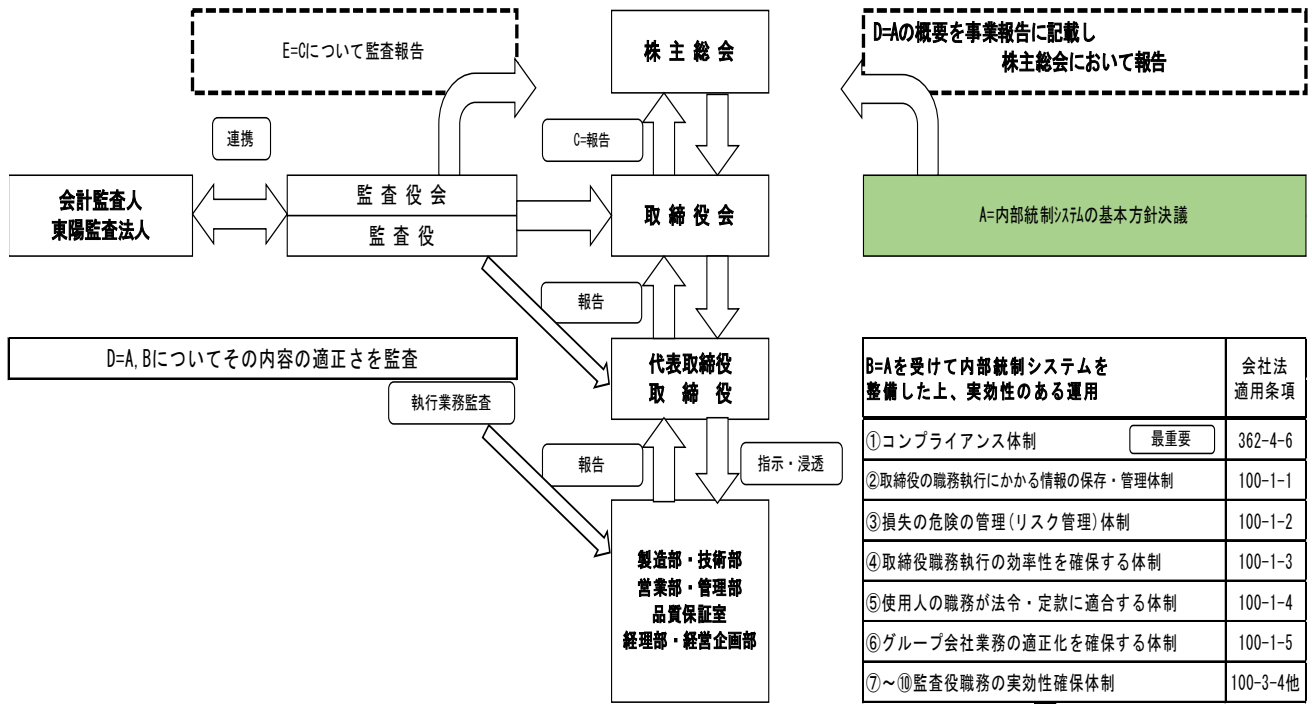 E=Cについて監査報告
株主総会
D=Aの概要を事業報告に記載し
株主総会において報告
連携
C=報告
会計監査人
東陽監査法人
監査役会
監査役
取締役会
A=内部統制システムの基本方針決議
報告
D=A,Bについてその内容の適正さを監査
代表取締役
取締役
執行業務監査
報告
指示・浸透
製造部・技術部
営業部・管理部
品質保証室
経理部・経営企画部
B=Aを受けて内部統制システムを
整備した上、実効性のある運用
会社法
適用条項
①コンプライアンス体制 最重要 362-4-6
②取締役の職務執行にかかる情報の保存・管理体制 100-1-1
③損失の危険の管理(リスク管理)体制 100-1-2
④取締役職務執行の効率性を確保する体制 100-1-3
⑤使用人の職務が法令・定款に適合する体制 100-1-4
⑥グループ会社業務の適正化を確保する体制 100-1-5
⑦～⑩監査役職務の実効性確保体制 100-3-4他